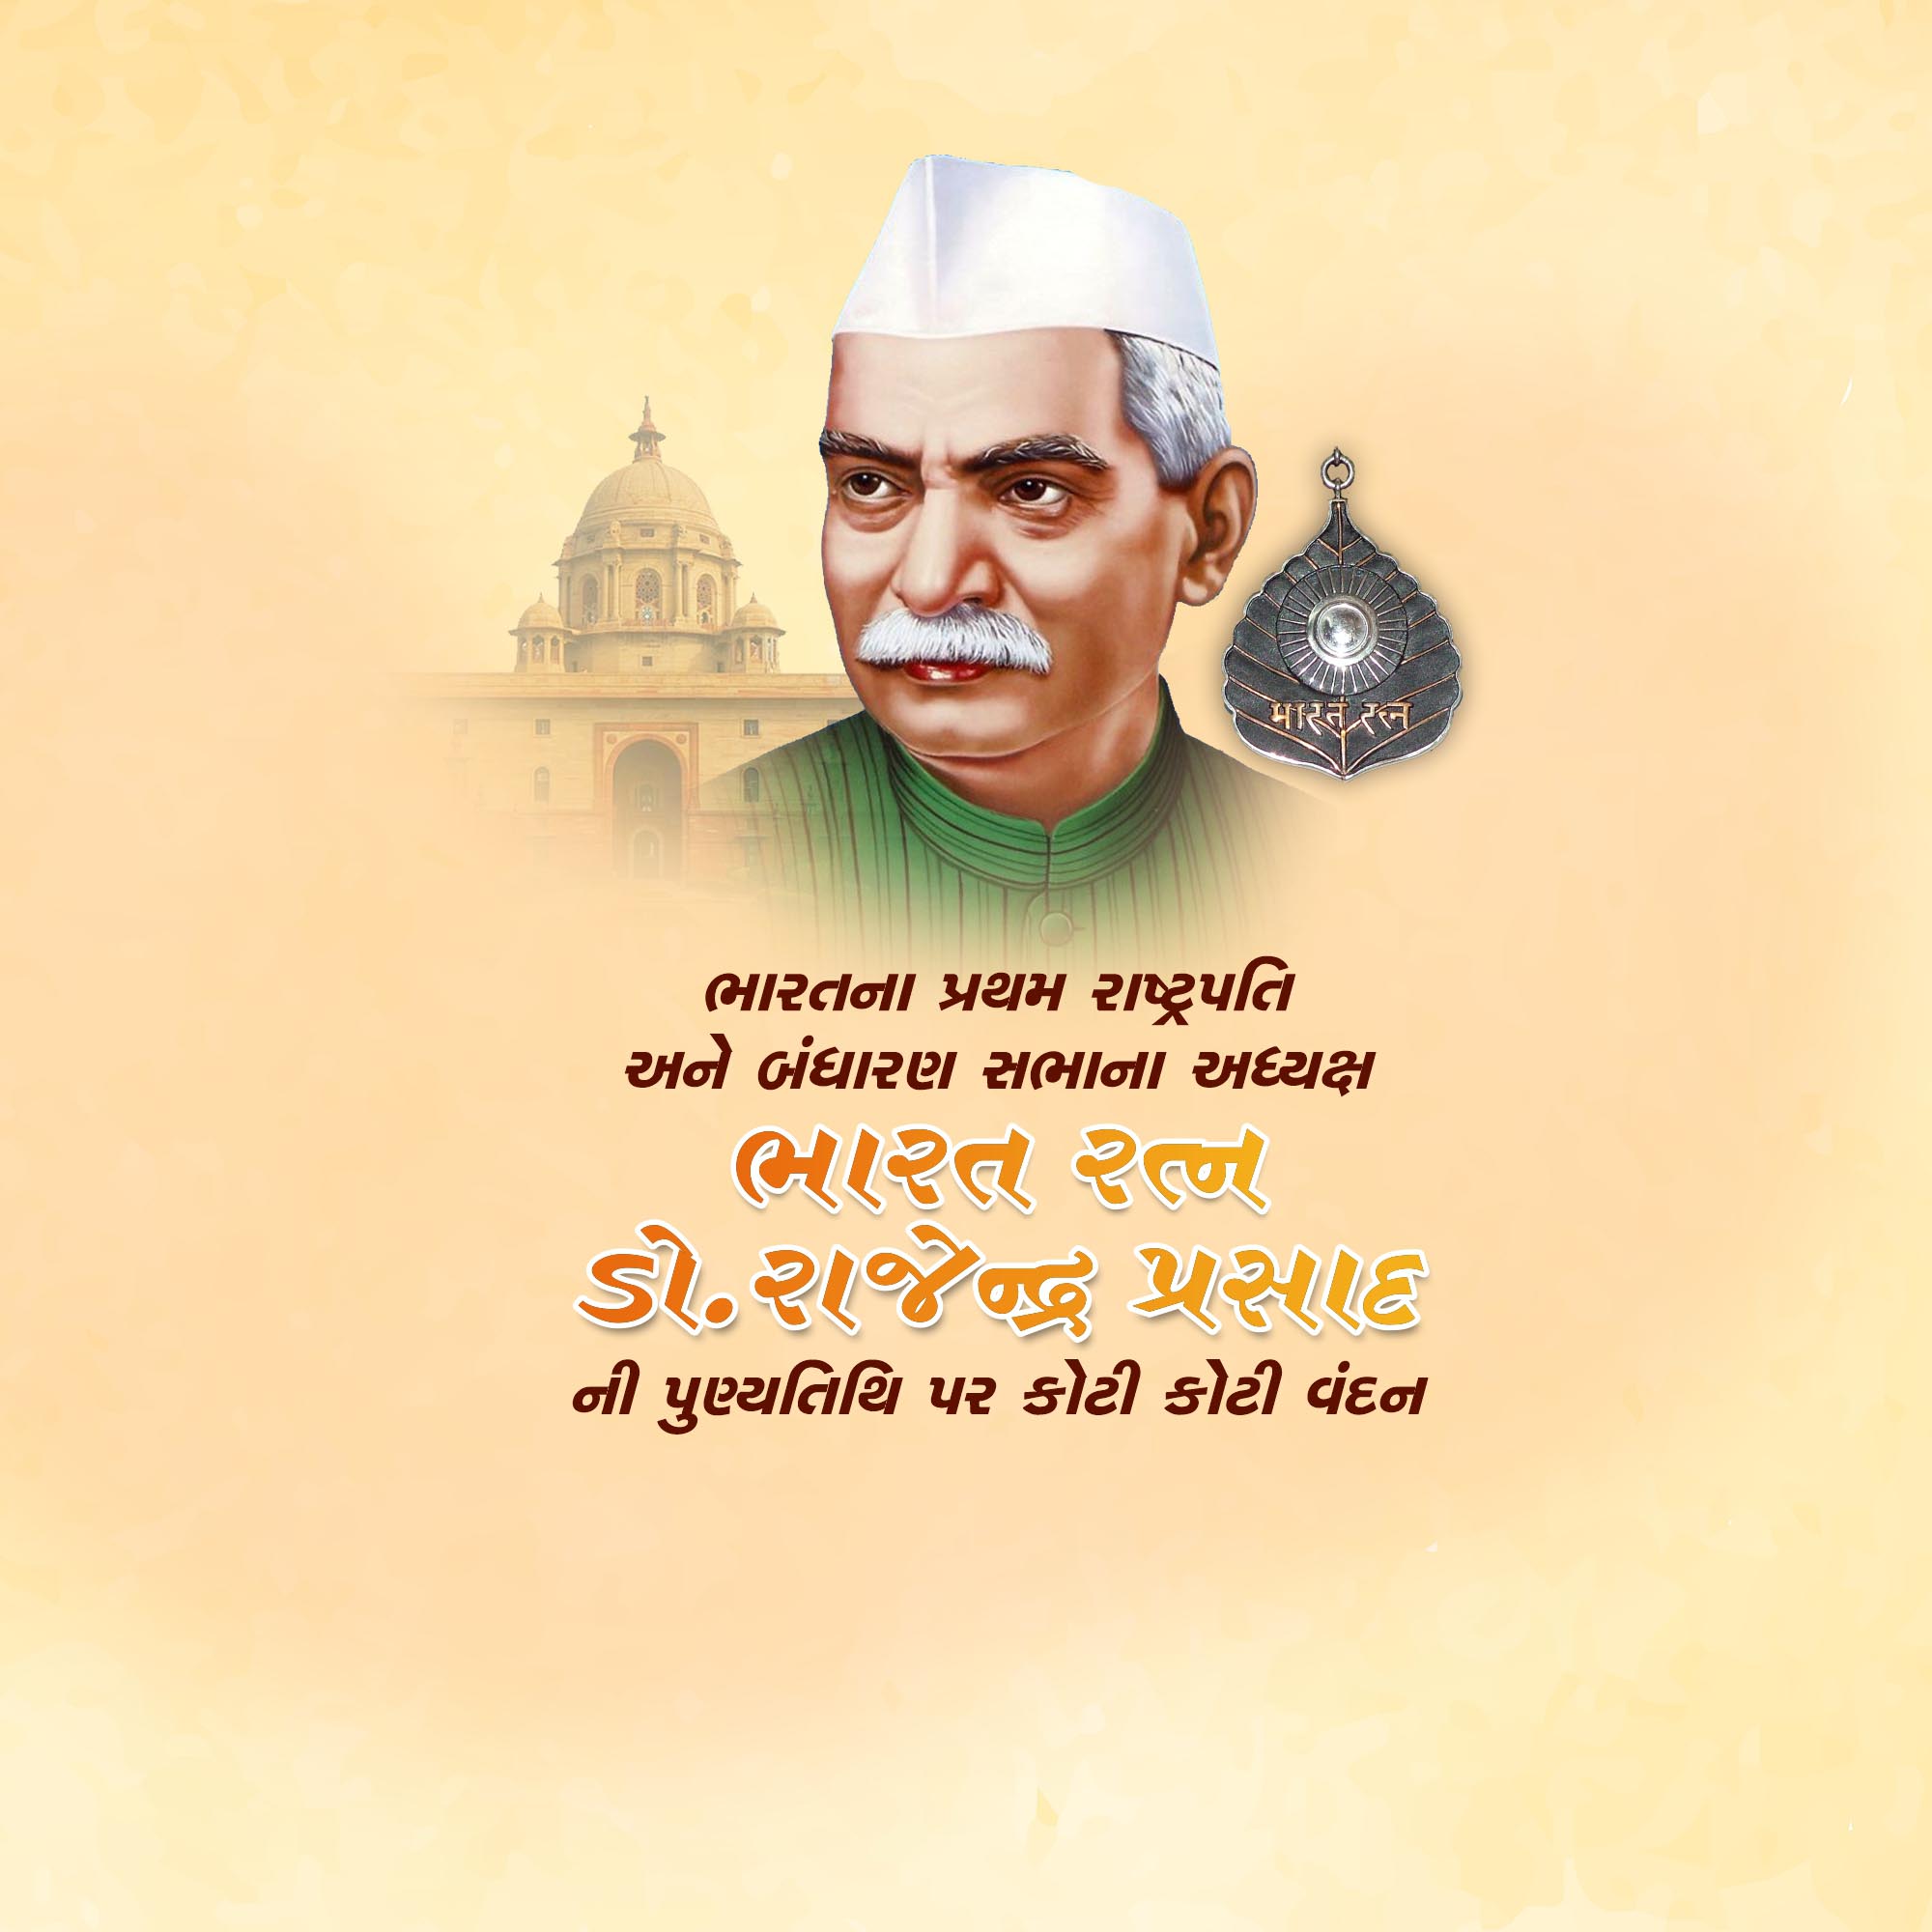 भारत रत्न
ભારતના પ્રથમ રાષ્ટ્રપતિ
અને બંધારણ સભાના અધ્યક્ષ
ભારત રત્ન
ડો.રાજેન્દ્ર પ્રસાદ
ની પુણ્યતિથિ પર કોટી કોટી વંદન